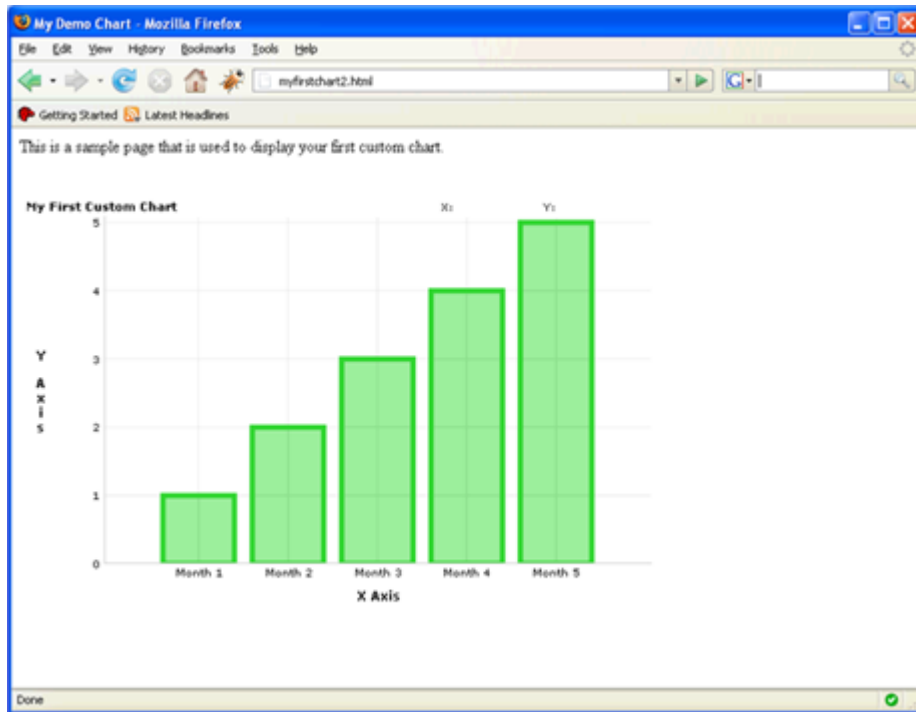 My Demo Chart - Mozilla Firefox
File Edit View History Bookmarks Tools Help
myfirstchart2.html
G
Getting Started Latest Headlines
This is a sample page that is used to display your first custom chart.
My First Custom Chart X: Y:
5
4
3
2
1
0
Y Axis
Month 1 Month 2 Month 3 Month 4 Month 5
X Axis
Done